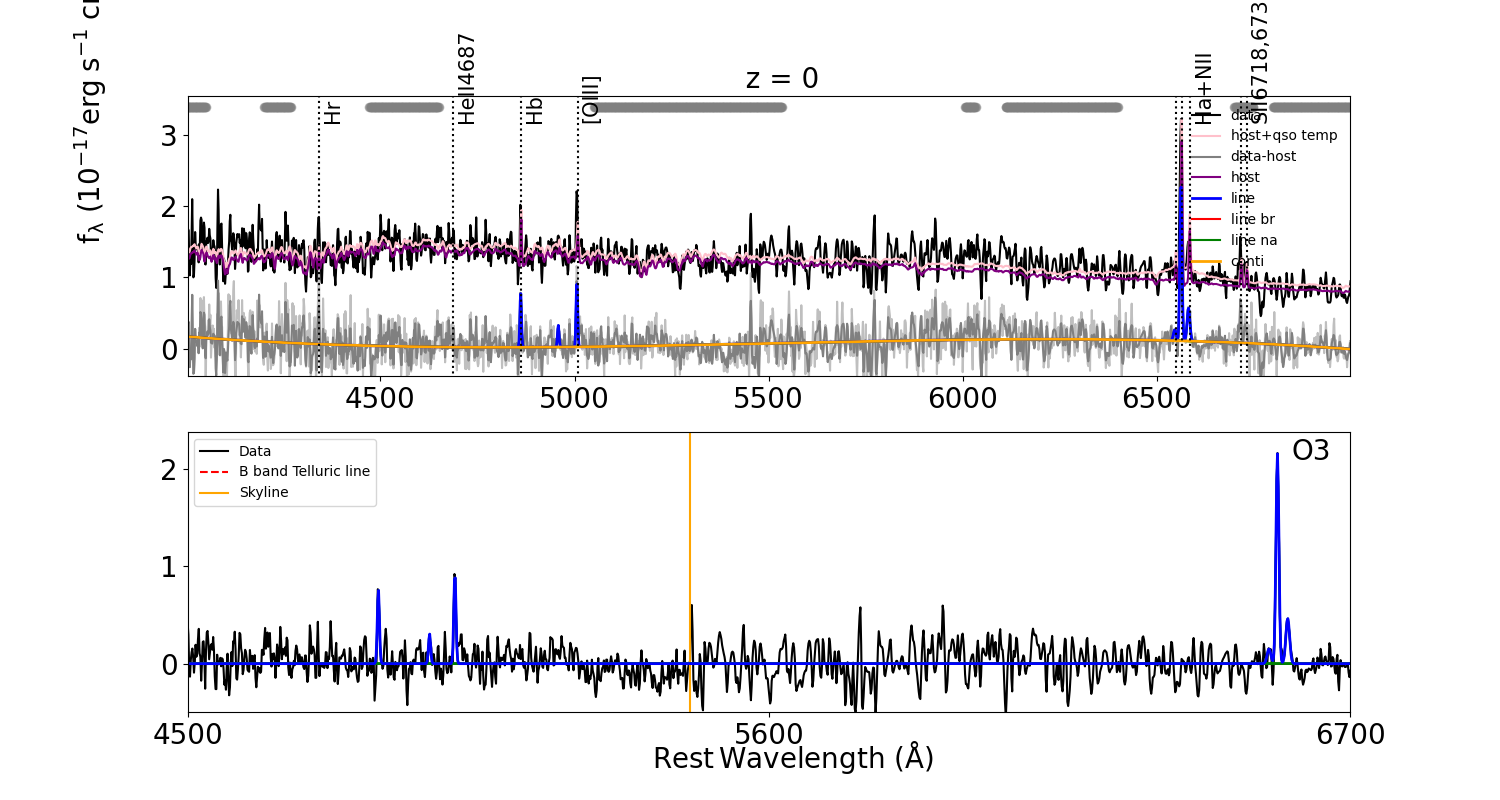 z = 0
f_λ (10^−17 erg s^−1 c
Hr
HeII4687
Hb
[OIII]
Ha+NII
SII6718,673
data
host+qso temp
data-host
host
line
line br
line na
conti
3
2
1
0
4500 5000 5500 6000 6500
Data
B band Telluric line
Skyline
O3
2
1
0
4500 5600 6700
Rest Wavelength (Å)